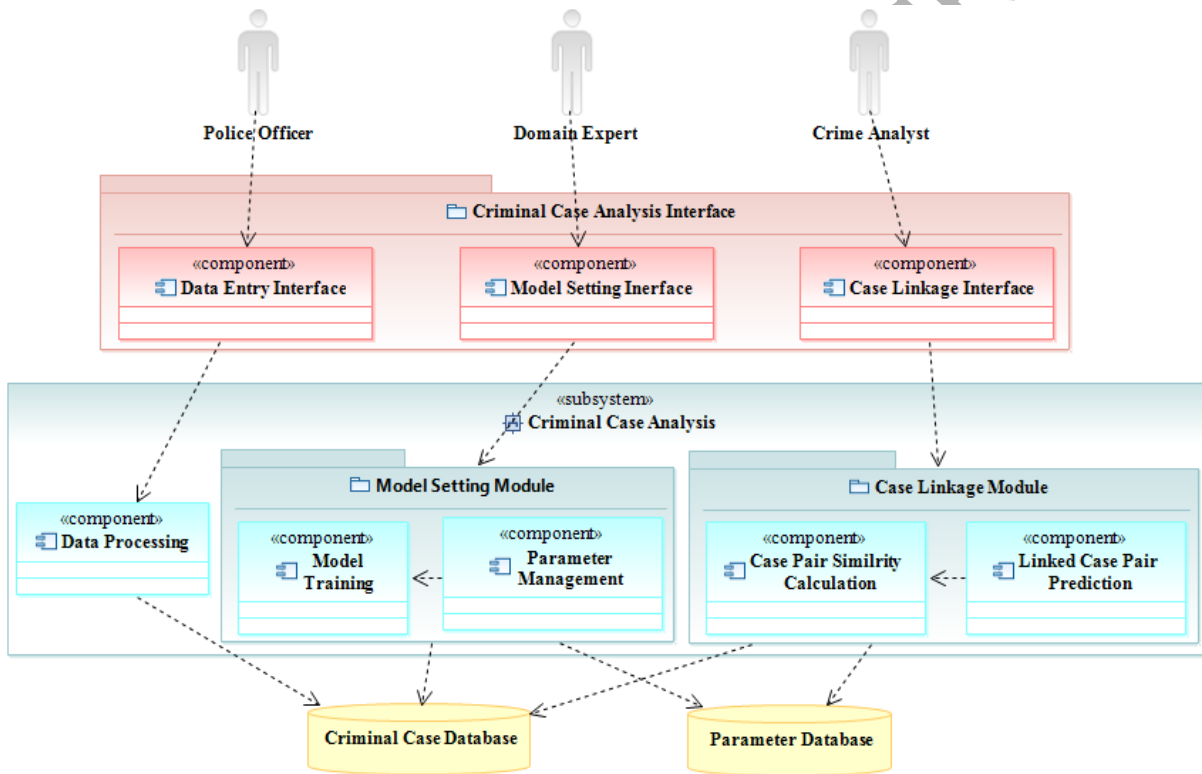 Police Officer
Domain Expert
Crime Analyst
Criminal Case Analysis Interface
«component»
Data Entry Interface
«component»
Model Setting Inerface
«component»
Case Linkage Interface
«subsystem»
Criminal Case Analysis
Model Setting Module
Case Linkage Module
«component»
Data Processing
«component»
Model
Training
«component»
Parameter
Management
«component»
Case Pair Similrity
Calculation
«component»
Linked Case Pair
Prediction
Criminal Case Database
Parameter Database